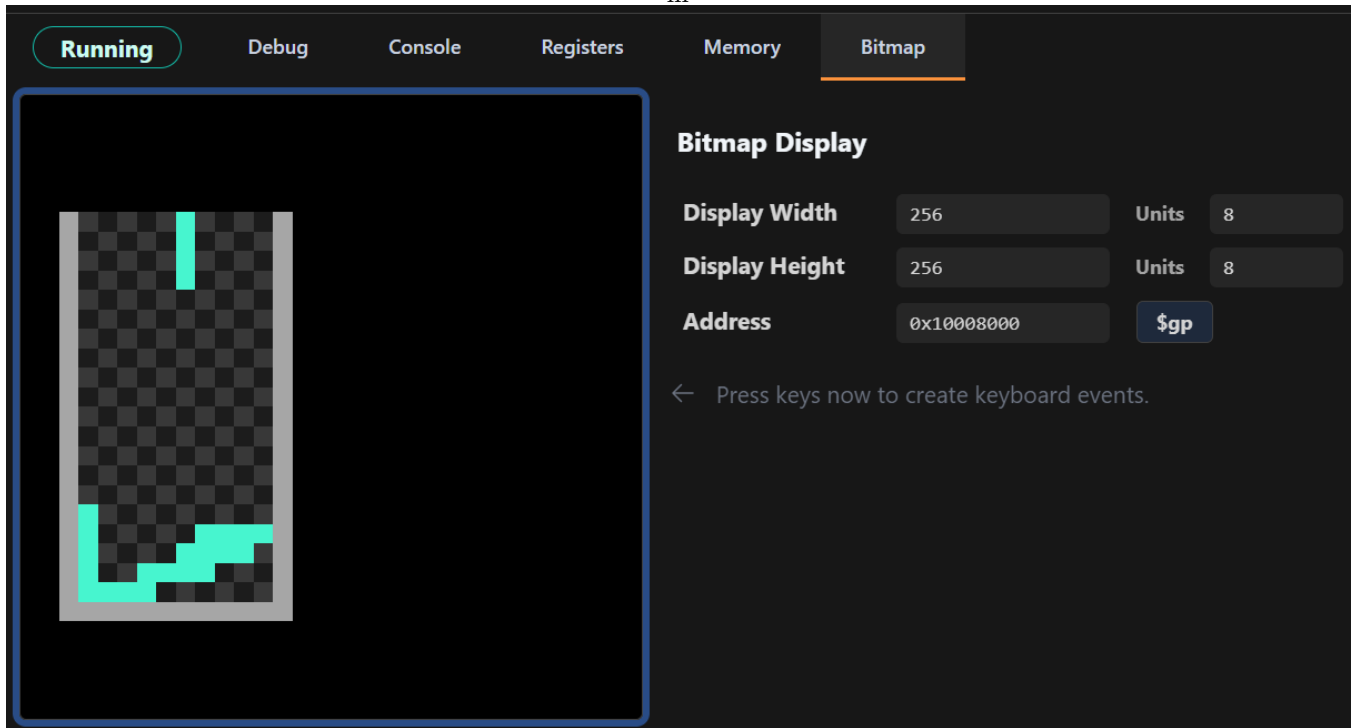 Running Debug Console Registers Memory Bitmap
Bitmap Display
Display Width 256 Units 8
Display Height 256 Units 8
Address 0x10008000 $gp
← Press keys now to create keyboard events.